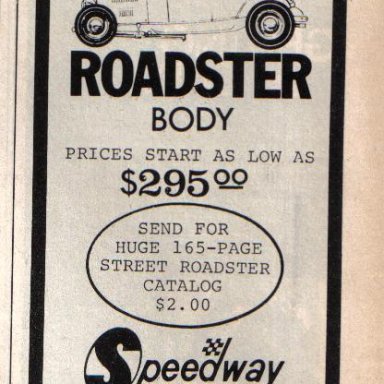 ROADSTER
BODY
PRICES START AS LOW AS
$295.00
SEND FOR
HUGE 165-PAGE
STREET ROADSTER
CATALOG
$2.00
Speedway